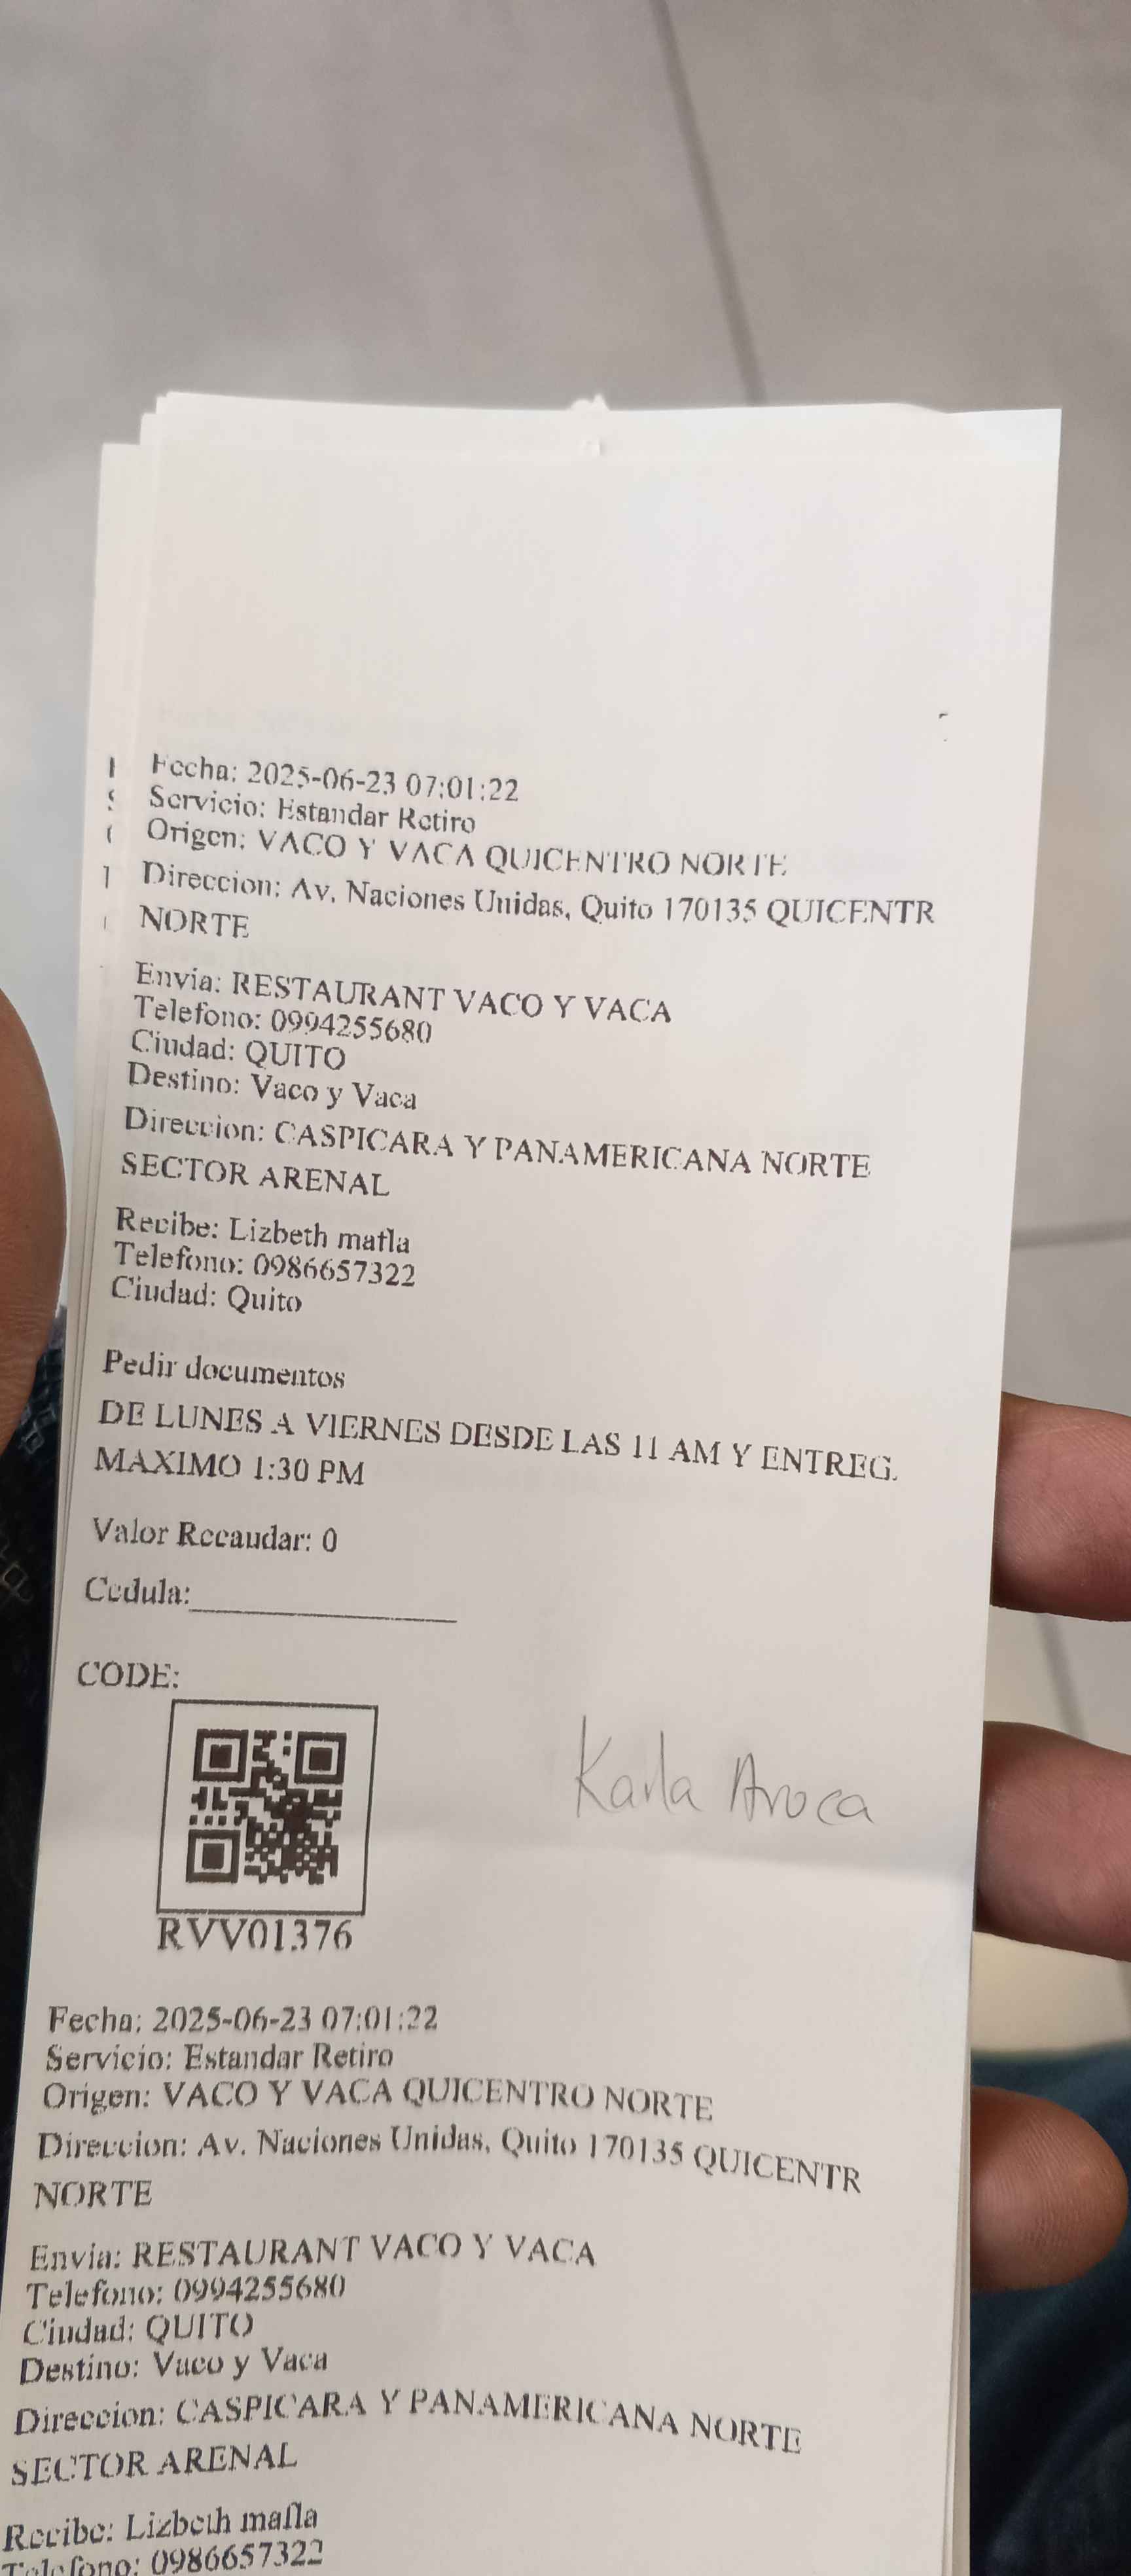 Fecha: 2025-06-23 07:01:22
Servicio: Estandar Retiro
Origen: VACO Y VACA QUICENTRO NORTE
Direccion: Av. Naciones Unidas, Quito 170135 QUICENTR
NORTE
Envia: RESTAURANT VACO Y VACA
Telefono: 0994255680
Ciudad: QUITO
Destino: Vaco y Vaca
Direccion: CASPICARA Y PANAMERICANA NORTE
SECTOR ARENAL
Recibe: Lizbeth mafla
Telefono: 0986657322
Ciudad: Quito
Pedir documentos
DE LUNES A VIERNES DESDE LAS 11 AM Y ENTREG.
MAXIMO 1:30 PM
Valor Recaudar: 0
Cedula:
CODE:
Karla Aroca
RVV01376
Fecha: 2025-06-23 07:01:22
Servicio: Estandar Retiro
Origen: VACO Y VACA QUICENTRO NORTE
Direccion: Av. Naciones Unidas, Quito 170135 QUICENTR
NORTE
Envia: RESTAURANT VACO Y VACA
Telefono: 0994255680
Ciudad: QUITO
Destino: Vaco y Vaca
Direccion: CASPICARA Y PANAMERICANA NORTE
SECTOR ARENAL
Recibe: Lizbeth mafla
Telefono: 0986657322